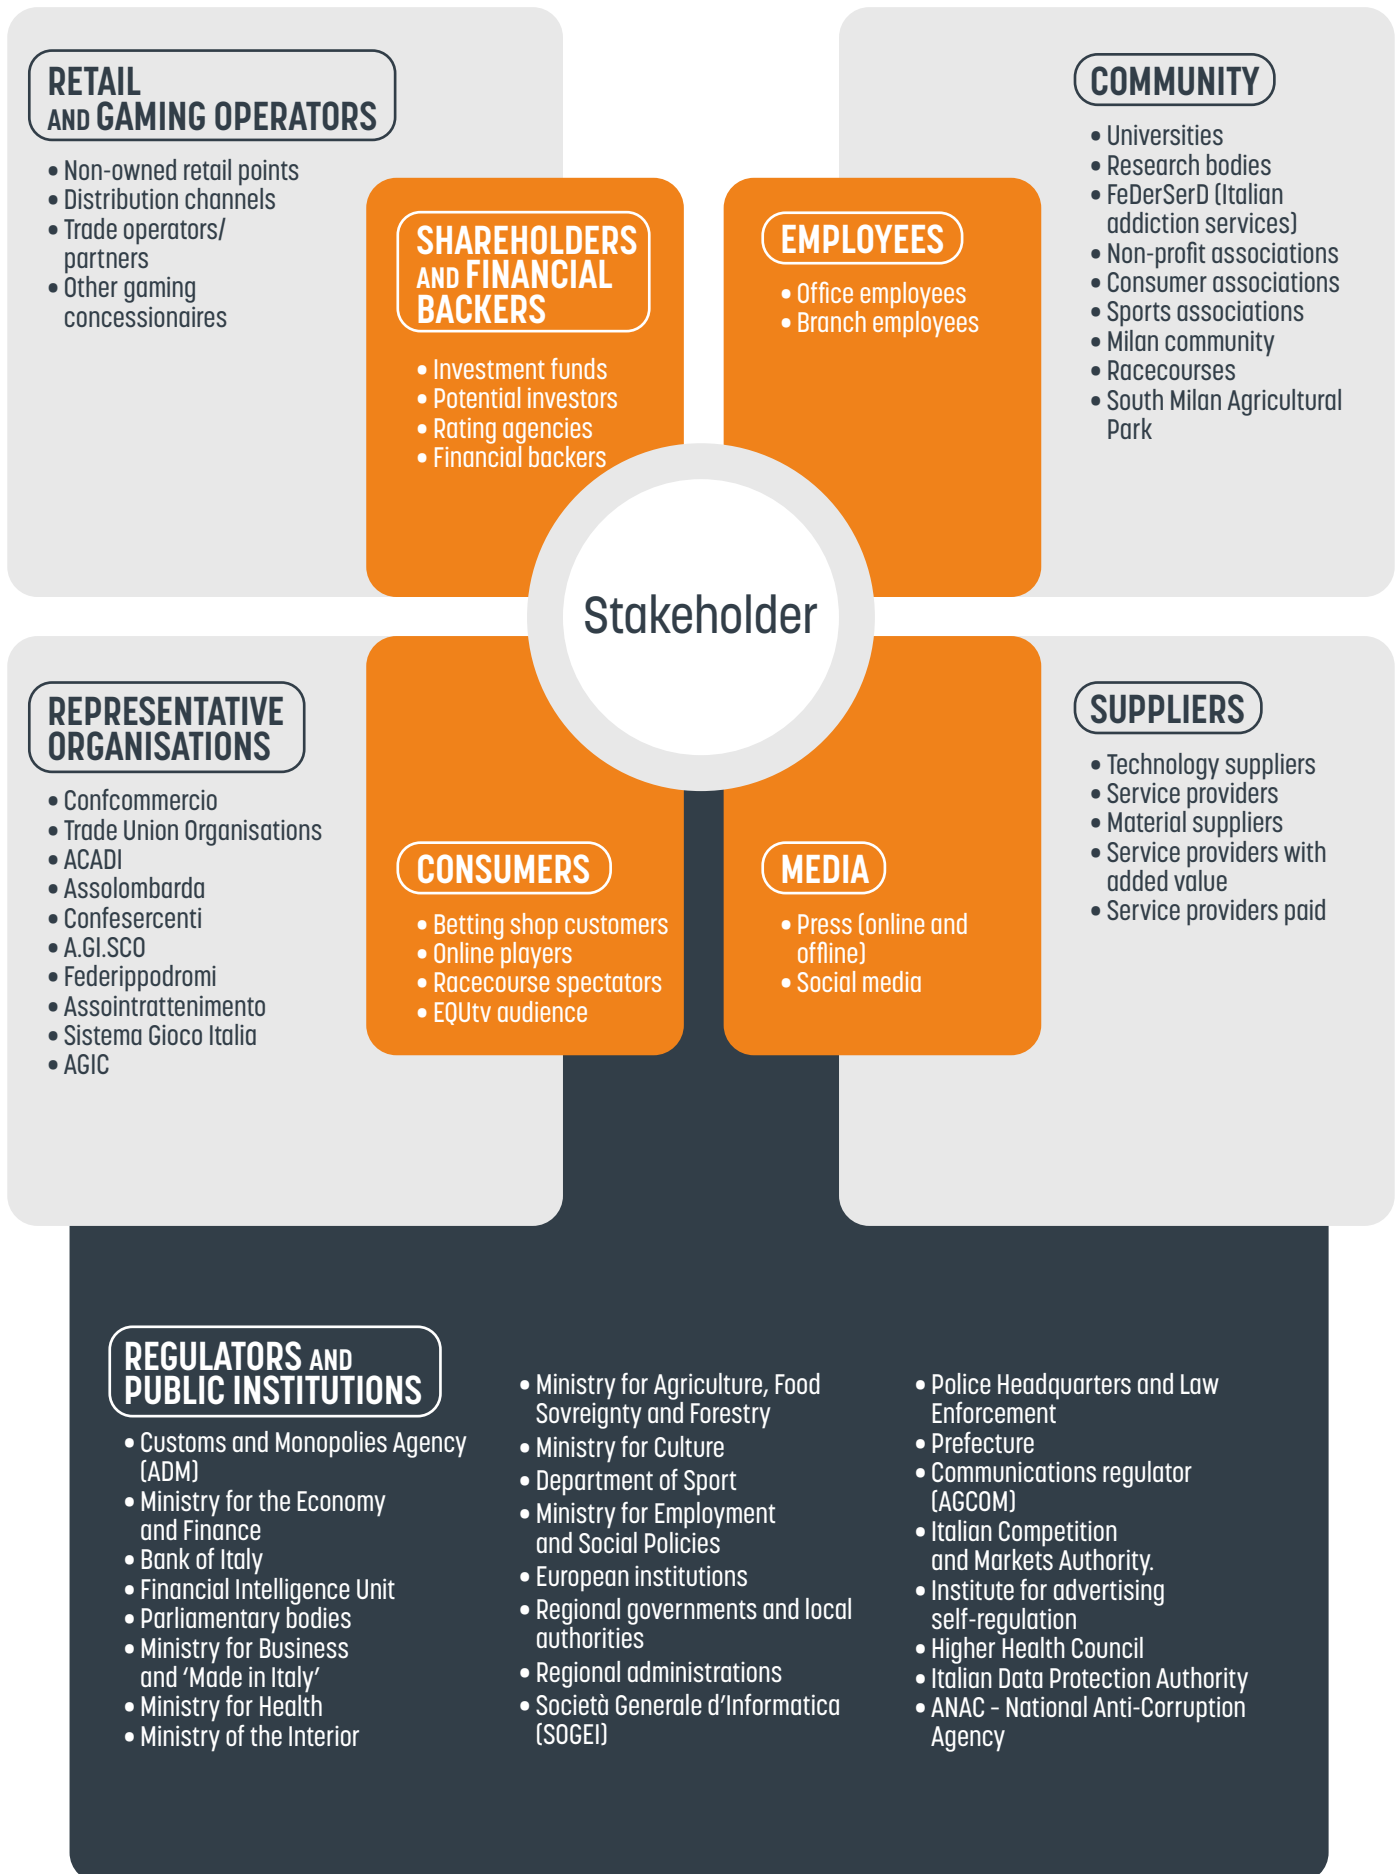 RETAIL
AND GAMING OPERATORS
• Non-owned retail points
• Distribution channels
• Trade operators/
partners
• Other gaming
concessionaires
SHAREHOLDERS
AND FINANCIAL
BACKERS
• Investment funds
• Potential investors
• Rating agencies
• Financial backers
EMPLOYEES
• Office employees
• Branch employees
COMMUNITY
• Universities
• Research bodies
• FeDerSerD (Italian
addiction services)
• Non-profit associations
• Consumer associations
• Sports associations
• Milan community
• Racecourses
• South Milan Agricultural
Park
Stakeholder
REPRESENTATIVE
ORGANISATIONS
• Confcommercio
• Trade Union Organisations
• ACADI
• Assolombarda
• Confesercenti
• A.GI.SCO
• Federippodromi
• Assointrattenimento
• Sistema Gioco Italia
• AGIC
CONSUMERS
• Betting shop customers
• Online players
• Racecourse spectators
• EQUtv audience
MEDIA
• Press (online and
offline)
• Social media
SUPPLIERS
• Technology suppliers
• Service providers
• Material suppliers
• Service providers with
added value
• Service providers paid
REGULATORS AND
PUBLIC INSTITUTIONS
• Customs and Monopolies Agency
(ADM)
• Ministry for the Economy
and Finance
• Bank of Italy
• Financial Intelligence Unit
• Parliamentary bodies
• Ministry for Business
and ‘Made in Italy’
• Ministry for Health
• Ministry of the Interior
• Ministry for Agriculture, Food
Sovreignty and Forestry
• Ministry for Culture
• Department of Sport
• Ministry for Employment
and Social Policies
• European institutions
• Regional governments and local
authorities
• Regional administrations
• Società Generale d’Informatica
(SOGEI)
• Police Headquarters and Law
Enforcement
• Prefecture
• Communications regulator
(AGCOM)
• Italian Competition
and Markets Authority.
• Institute for advertising
self-regulation
• Higher Health Council
• Italian Data Protection Authority
• ANAC – National Anti-Corruption
Agency